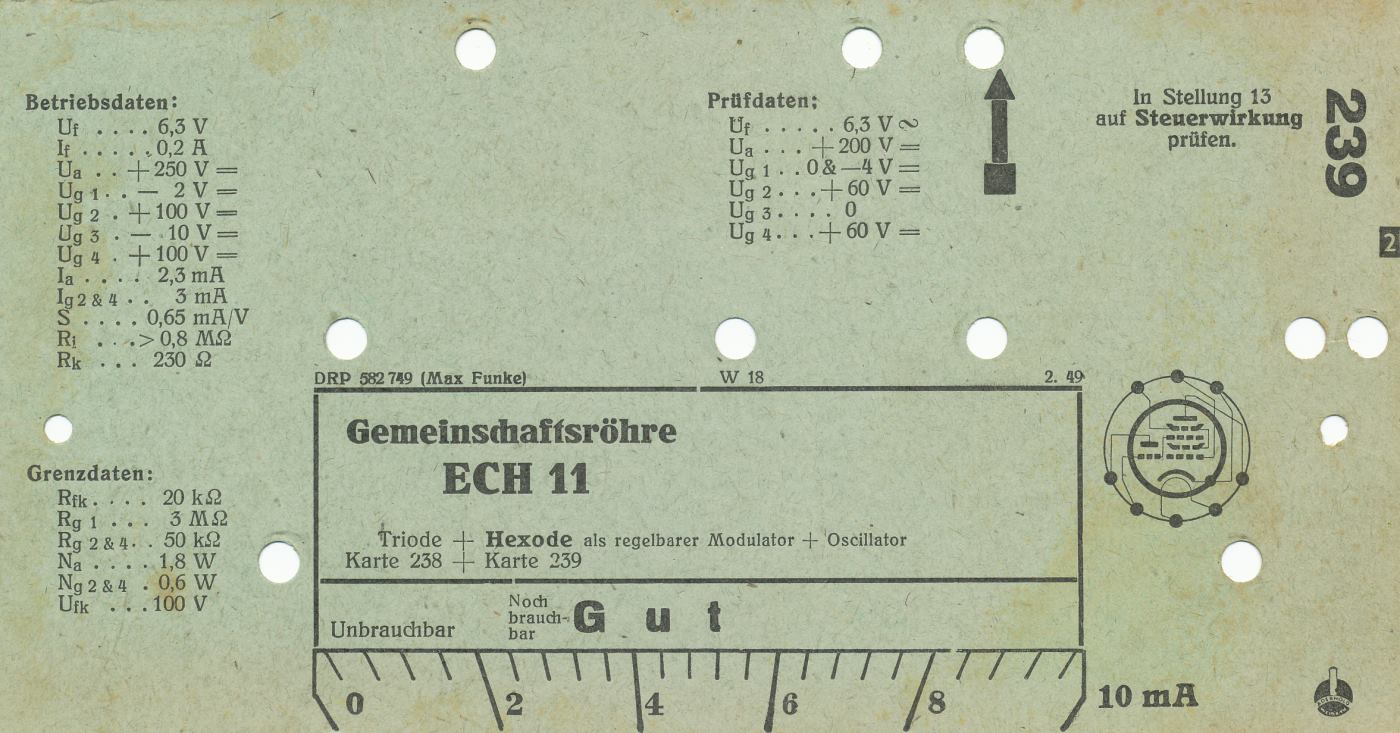 Betriebsdaten:
Uf .... 6,3 V
If ..... 0,2 A
Ua .. +250 V =
Ug 1 .. — 2 V =
Ug 2 . +100 V =
Ug 3 . — 10 V =
Ug 4 . +100 V =
Ia .... 2,3 mA
Ig 2 & 4 .. 3 mA
S .... 0,65 mA/V
Ri ...> 0,8 MΩ
Rk ... 230 Ω
Grenzdaten:
Rfk .... 20 kΩ
Rg 1 ... 3 MΩ
Rg 2 & 4 .. 50 kΩ
Na .... 1,8 W
Ng 2 & 4 . 0,6 W
Ufk ... 100 V
Prüfdaten:
Uf ..... 6,3 V ∿
Ua ... +200 V =
Ug 1 .. 0 & —4 V =
Ug 2 ... +60 V =
Ug 3 .... 0
Ug 4 ... +60 V =
In Stellung 13
auf Steuerwirkung
prüfen.
239
2
DRP 582 749 (Max Funke) W 18 2. 49
Gemeinschaftsröhre
ECH 11
Triode + Hexode als regelbarer Modulator + Oscillator
Karte 238 + Karte 239
Unbrauchbar
Noch
brauch-
bar
Gut
0 2 4 6 8 10 mA